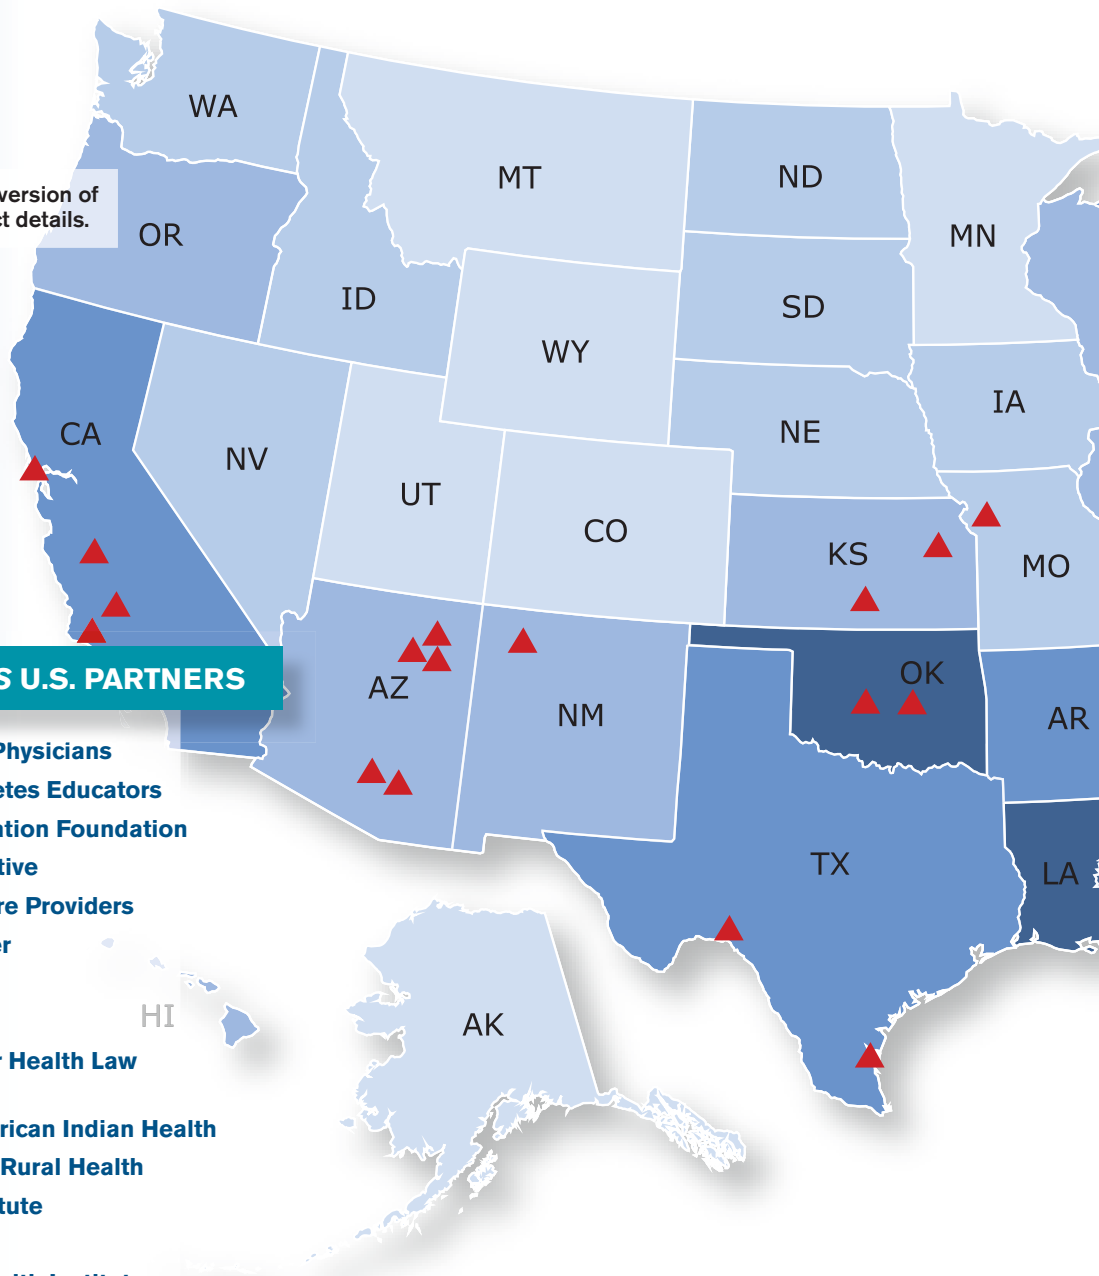 WA
MT
ND
version of
ct details.
OR
MN
ID
SD
WY
IA
NE
CA
NV
UT
CO
KS
MO
S U.S. PARTNERS
AZ
NM
OK
AR
TX
LA
Physicians
etes Educators
ation Foundation
tive
re Providers
er
HI
AK
r Health Law
rican Indian Health
Rural Health
tute